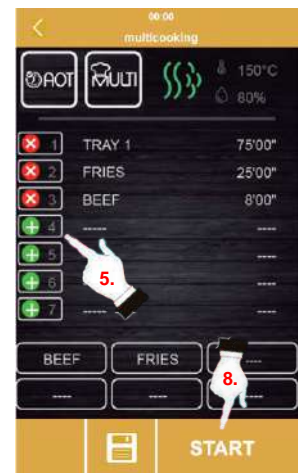 00:00
multicooking
AOT MULTI 150°C
60%
1 TRAY 1 75'00"
2 FRIES 25'00"
3 BEEF 8'00"
4 ----- ----
5 ----
6 ----
7 ----- ----
5.
BEEF FRIES ----
8.
---- ---- ----
START